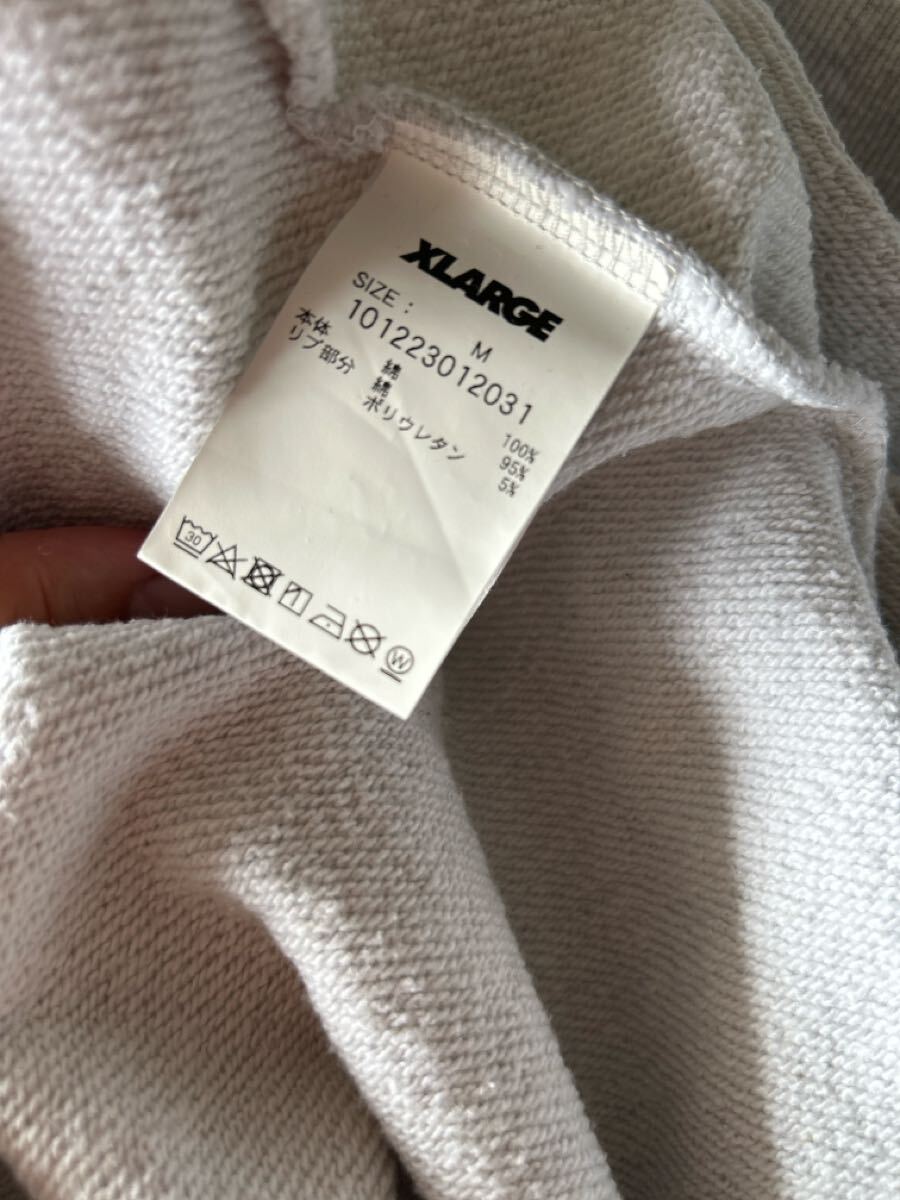 XLARGE
SIZE : M
101223012031
本体 綿 100%
リブ部分 綿 95%
ポリウレタン 5%
30
W